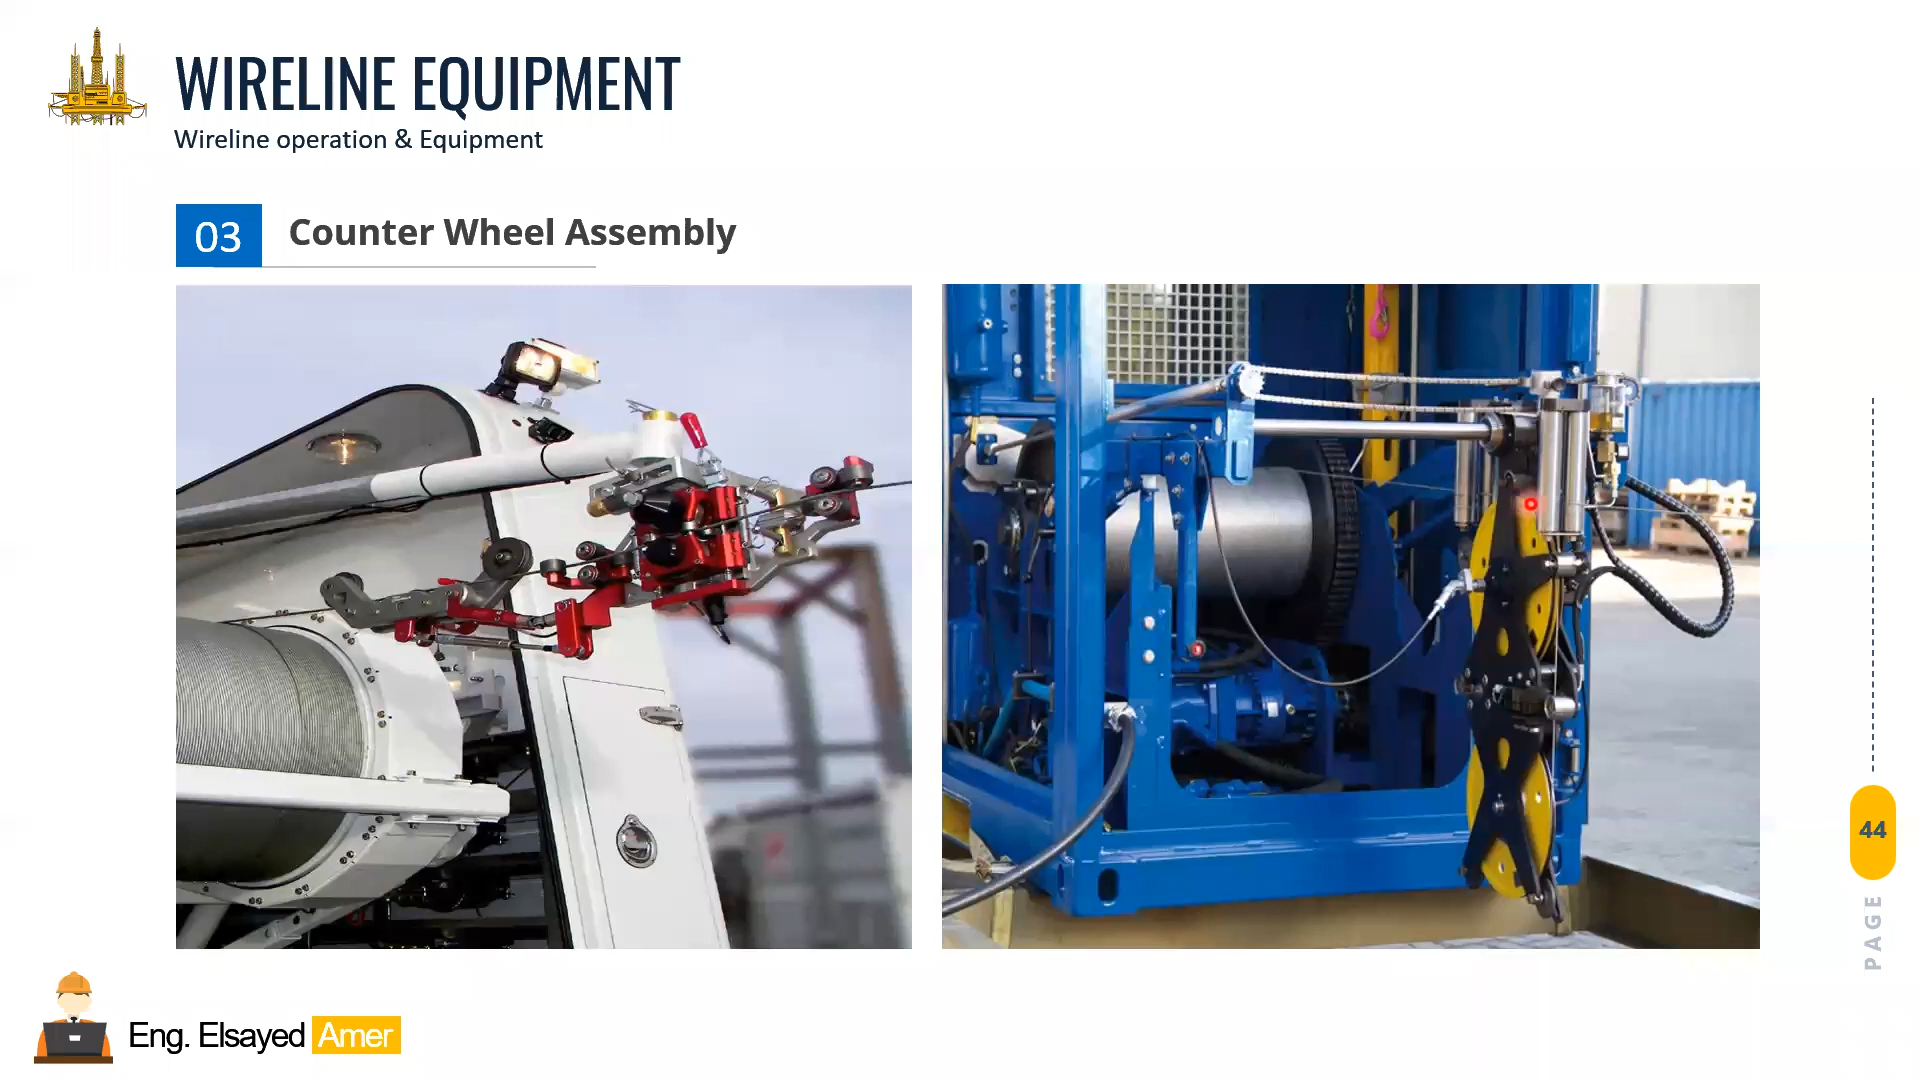 WIRELINE EQUIPMENT
Wireline operation & Equipment
03
Counter Wheel Assembly
44
PAGE
Eng. Elsayed Amer